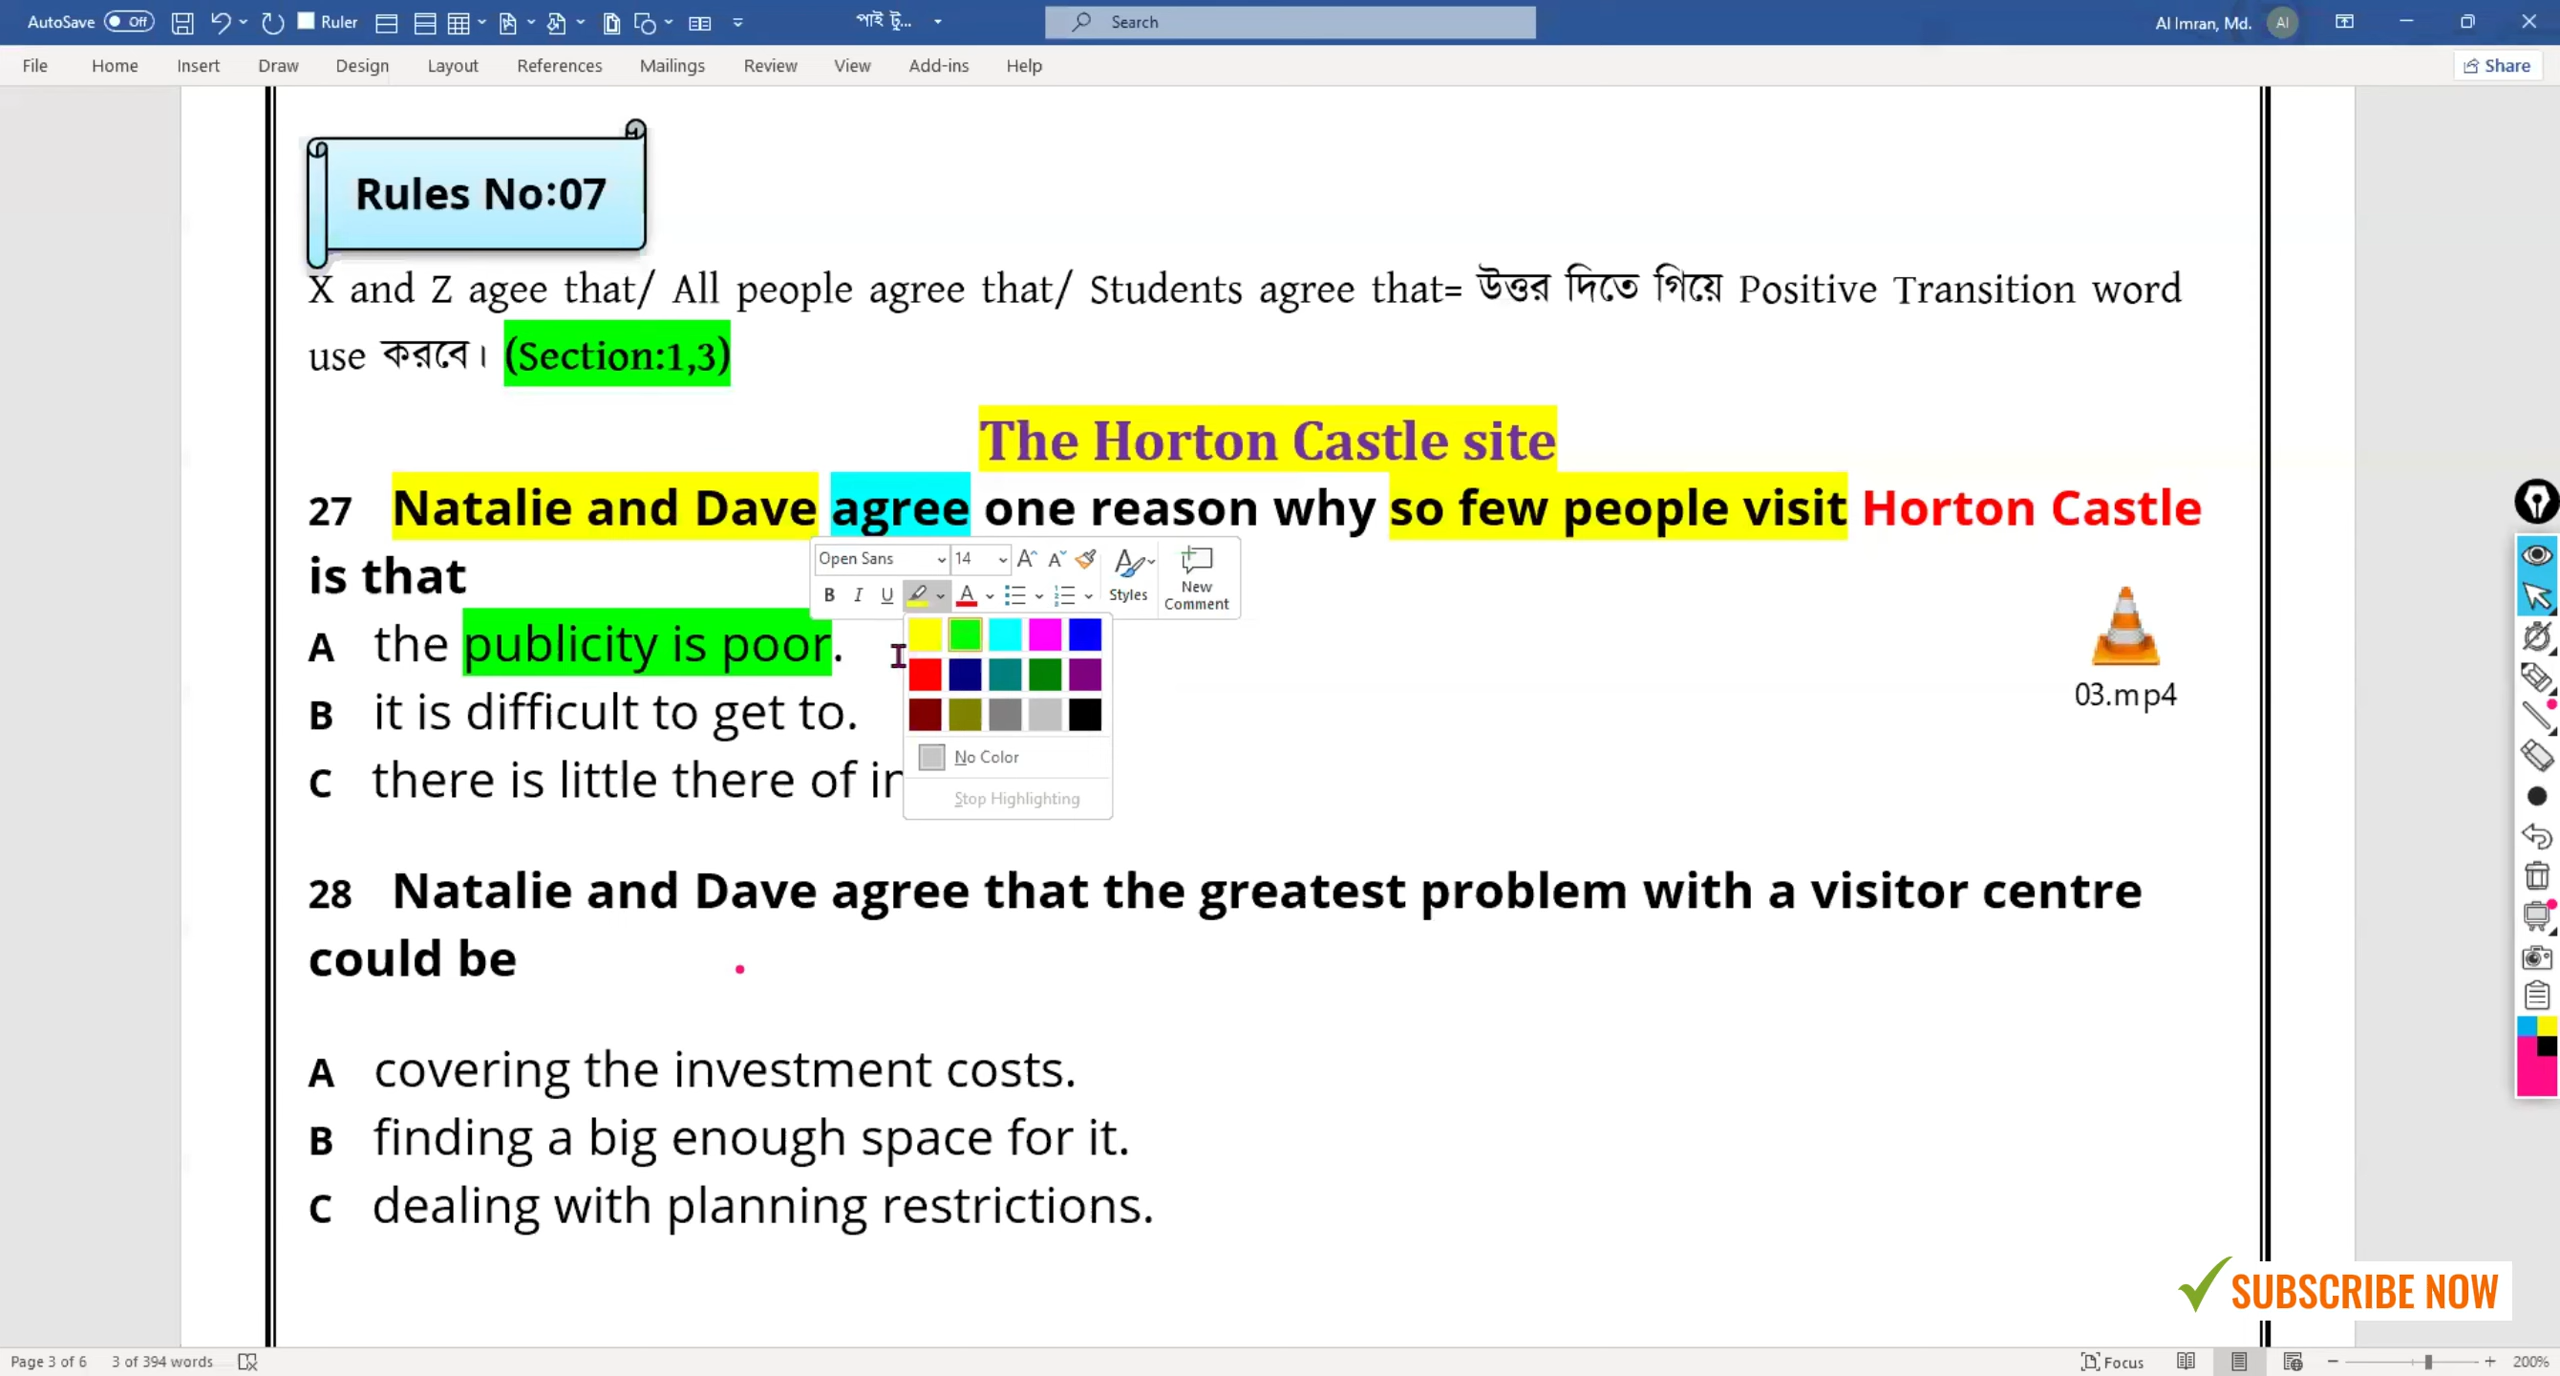 AutoSave Off Ruler পাই টু... Search Al Imran, Md. AI
File Home Insert Draw Design Layout References Mailings Review View Add-ins Help Share
Rules No:07
X and Z agee that/ All people agree that/ Students agree that= উত্তর দিতে গিয়ে Positive Transition word
use করবে। (Section:1,3)
The Horton Castle site
27 Natalie and Dave agree one reason why so few people visit Horton Castle
is that
Open Sans 14
B I U A Styles New Comment
A the publicity is poor.
B it is difficult to get to.
No Color
C there is little there of in
Stop Highlighting
03.mp4
28 Natalie and Dave agree that the greatest problem with a visitor centre
could be
A covering the investment costs.
B finding a big enough space for it.
C dealing with planning restrictions.
SUBSCRIBE NOW
Page 3 of 6 3 of 394 words Focus 200%